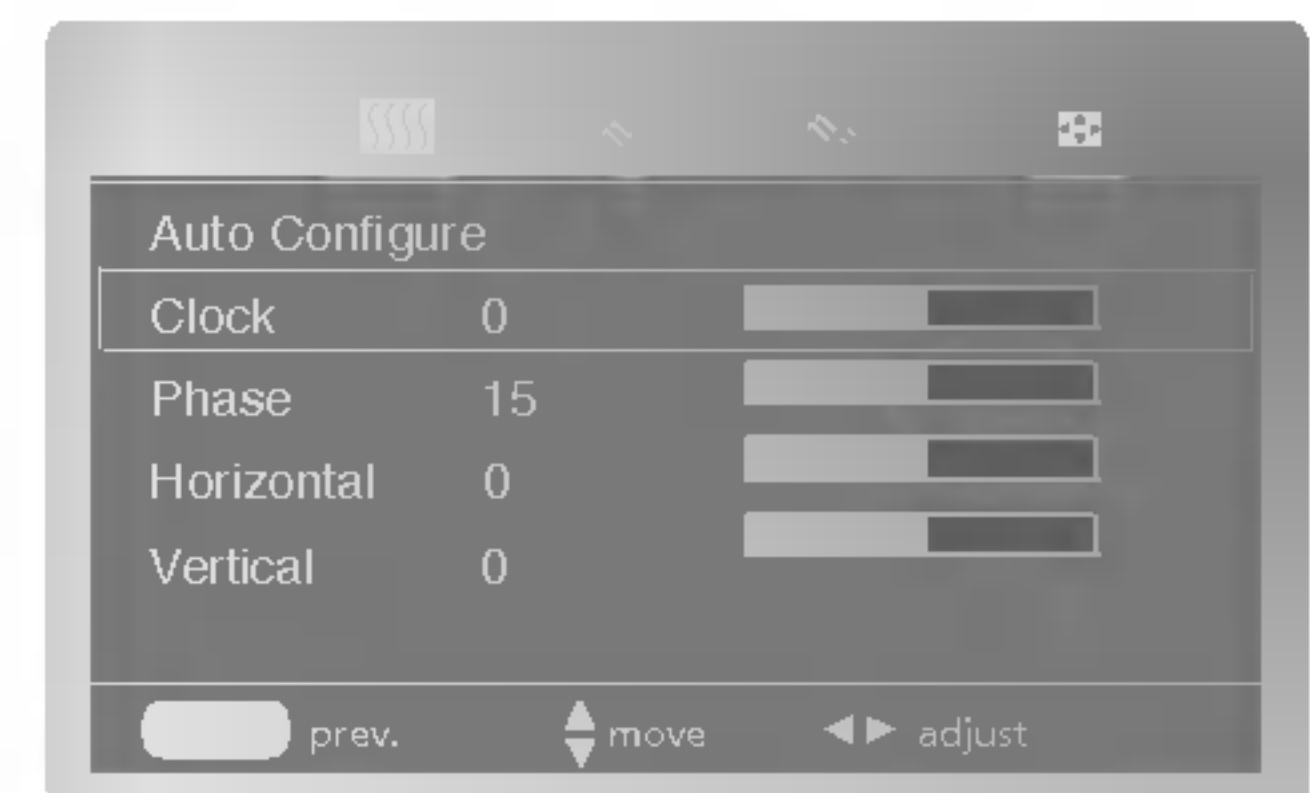 Auto Configure
Clock 0
Phase 15
Horizontal 0
Vertical 0
prev. move adjust